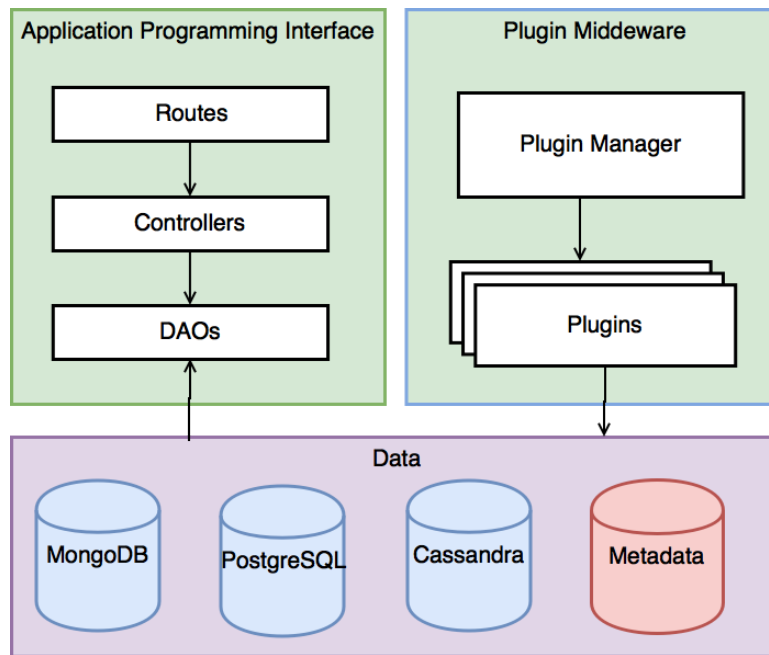 Application Programming Interface
Routes
Controllers
DAOs
Plugin Middeware
Plugin Manager
Plugins
Data
MongoDB
PostgreSQL
Cassandra
Metadata